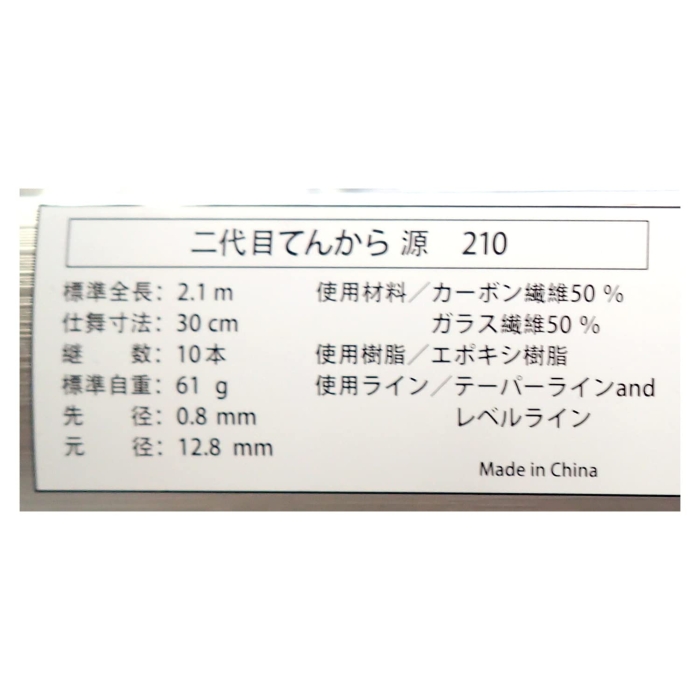 二代目てんから 源　210
標準全長：2.1 m　使用材料／カーボン繊維50 %
仕舞寸法：30 cm　ガラス繊維50 %
継　　数：10本　使用樹脂／エポキシ樹脂
標準自重：61 g　使用ライン／テーパーラインand
先　　径：0.8 mm　レベルライン
元　　径：12.8 mm
Made in China